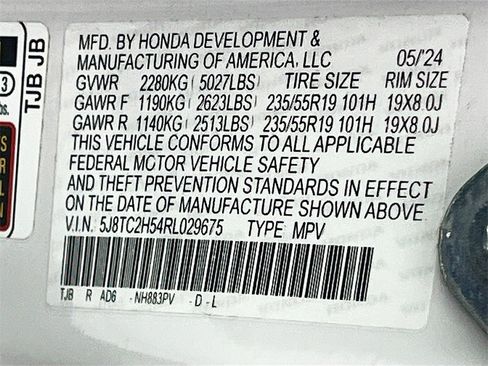 MFD. BY HONDA DEVELOPMENT &
MANUFACTURING OF AMERICA, LLC 05/24
GVWR 2280KG( 5027LBS) TIRE SIZE RIM SIZE
GAWR F 1190KG( 2623LBS) 235/55R19 101H 19X8.0J
GAWR R 1140KG( 2513LBS) 235/55R19 101H 19X8.0J
THIS VEHICLE CONFORMS TO ALL APPLICABLE
FEDERAL MOTOR VEHICLE SAFETY
AND THEFT PREVENTION STANDARDS IN EFFECT
ON THE DATE OF MANUFACTURE SHOWN ABOVE.
V.I.N. 5J8TC2H54RL029675 TYPE: MPV
TJB R AD6 -NH883PV -D-L
TJB JB